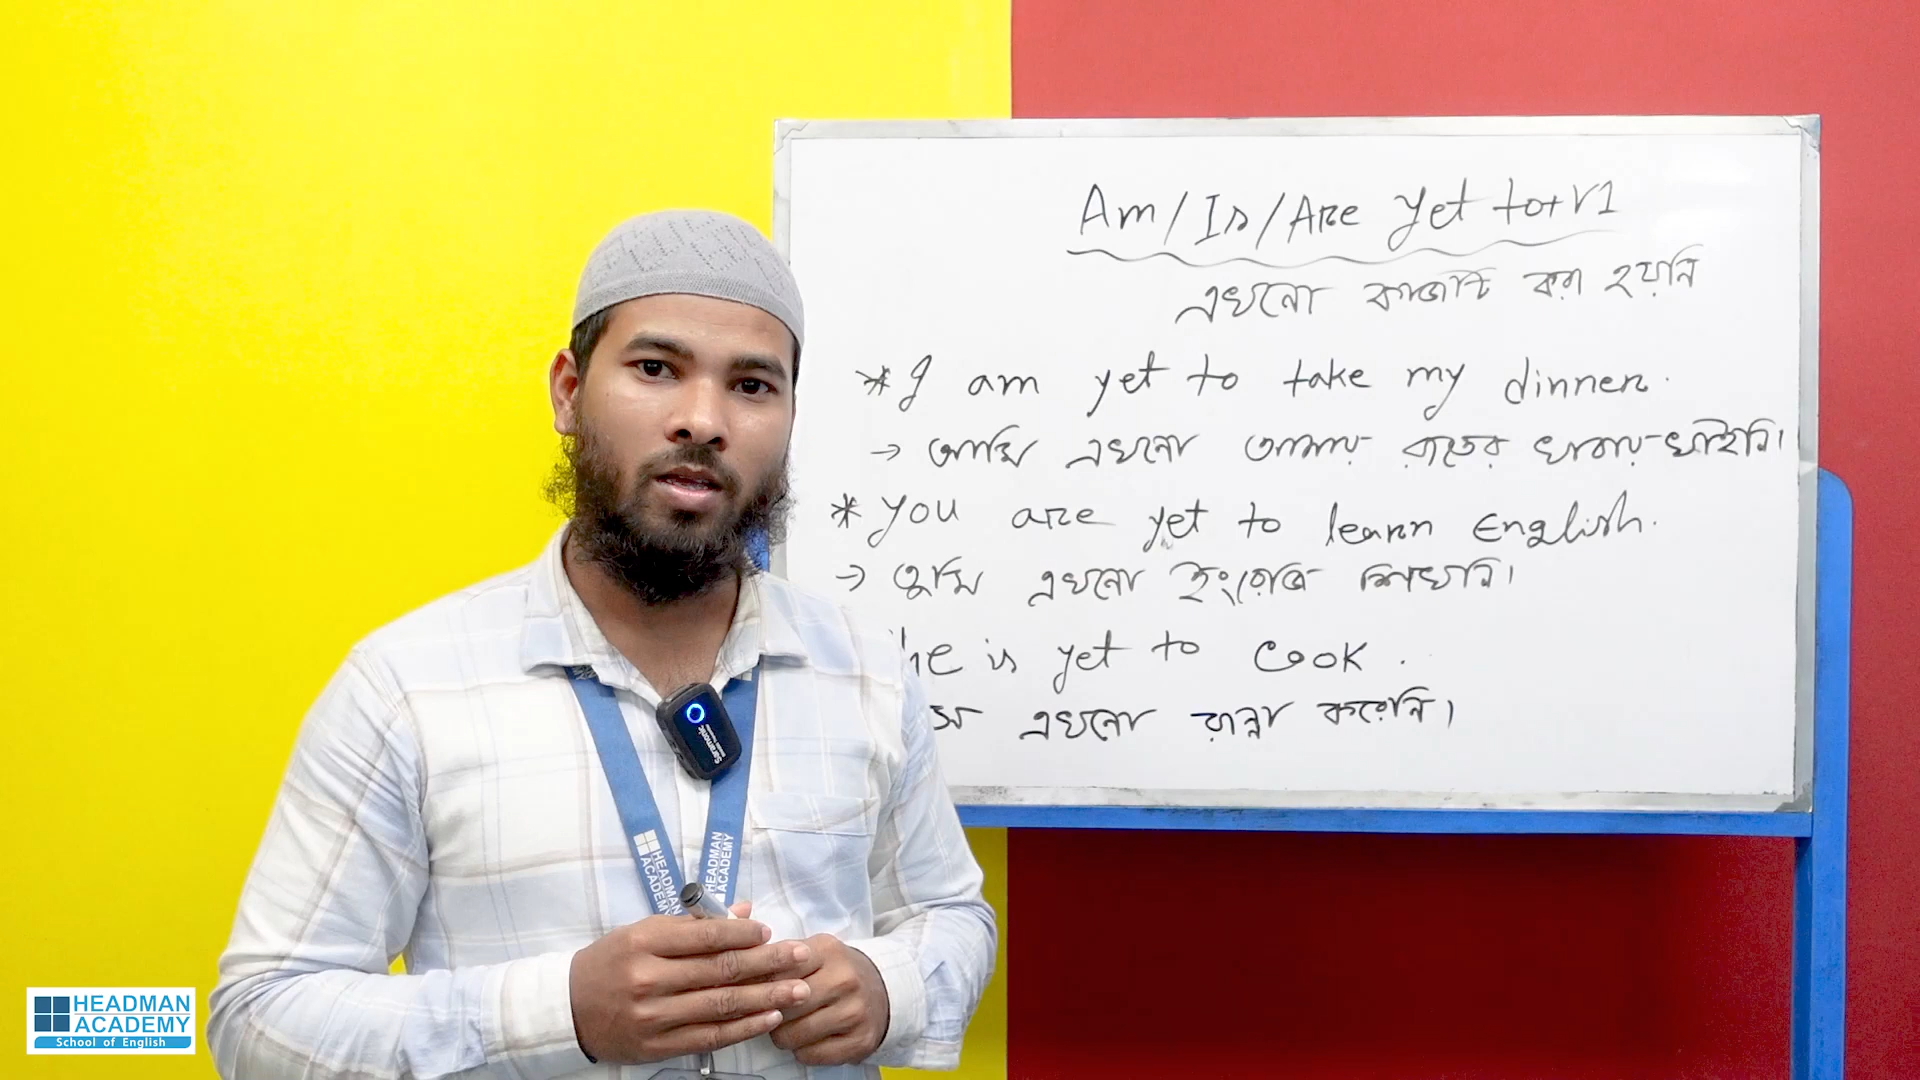 Am/Is/Are yet to+V1
এখনো কাজটি করা হয়নি
* I am yet to take my dinner.
→ আমি এখনো আমার রাতের খাবার খাইনি।
* You are yet to learn English.
→ তুমি এখনো ইংরেজি শিখোনি।
he is yet to cook.
সে এখনো রান্না করেনি।
Saramonic
HEADMAN ACADEMY
HEADMAN ACADEMY
HEADMAN
ACADEMY
School of English